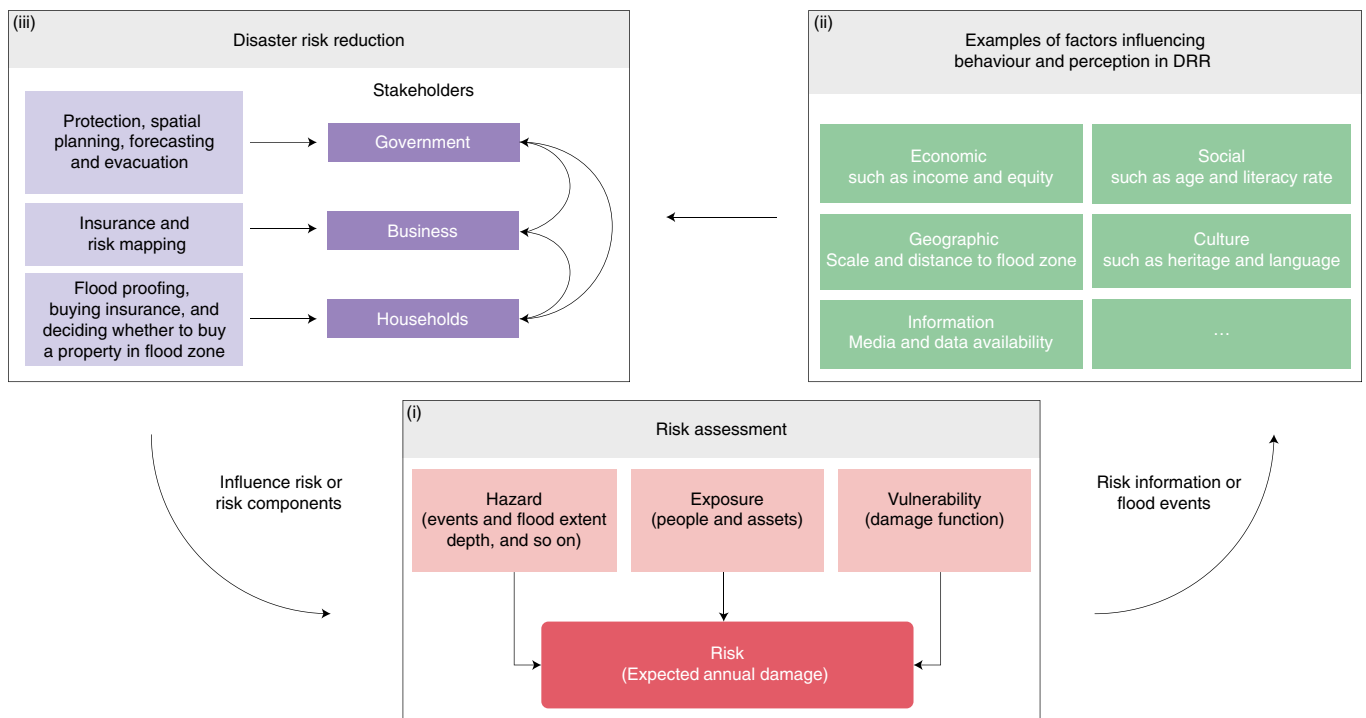 (iii)
Disaster risk reduction
Stakeholders
Protection, spatial
planning, forecasting
and evacuation
Government
Insurance and
risk mapping
Business
Flood proofing,
buying insurance, and
deciding whether to buy
a property in flood zone
Households
(ii)
Examples of factors influencing
behaviour and perception in DRR
Economic
such as income and equity
Social
such as age and literacy rate
Geographic
Scale and distance to flood zone
Culture
such as heritage and language
Information
Media and data availability
...
Influence risk or
risk components
(i)
Risk assessment
Hazard
(events and flood extent
depth, and so on)
Exposure
(people and assets)
Vulnerability
(damage function)
Risk
(Expected annual damage)
Risk information or
flood events